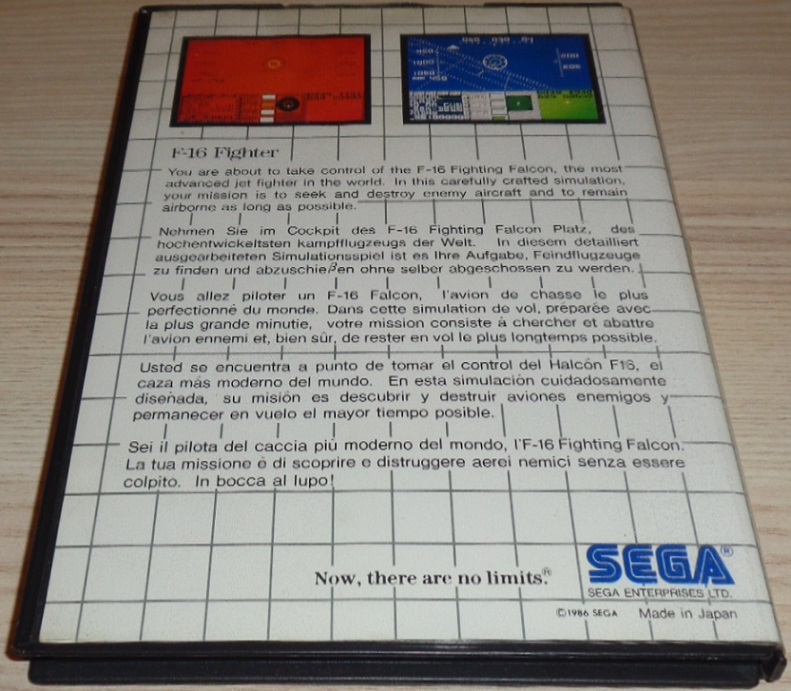 F-16 Fighter
You are about to take control of the F-16 Fighting Falcon, the most
advanced jet fighter in the world. In this carefully crafted simulation,
your mission is to seek and destroy enemy aircraft and to remain
airborne as long as possible.
Nehmen Sie im Cockpit des F-16 Fighting Falcon Platz, des
hochentwickeltsten kampfflugzeugs der Welt. In diesem detailliert
ausgearbeiteten Simulationsspiel ist es Ihre Aufgabe, Feindflugzeuge
zu finden und abzuschießen ohne selber abgeschossen zu werden.
Vous allez piloter un F-16 Falcon, l'avion de chasse le plus
perfectionné du monde. Dans cette simulation de vol, préparée avec
la plus grande minutie, votre mission consiste à chercher et abattre
l'avion ennemi et, bien sûr, de rester en vol le plus longtemps possible.
Usted se encuentra a punto de tomar el control del Halcón F16, el
caza más moderno del mundo. En esta simulación cuidadosamente
diseñada, su misión es descubrir y destruir aviones enemigos y
permanecer en vuelo el mayor tiempo posible.
Sei il pilota del caccia più moderno del mondo, l'F-16 Fighting Falcon.
La tua missione è di scoprire e distruggere aerei nemici senza essere
colpito. In bocca al lupo!
Now, there are no limits.®
SEGA®
SEGA ENTERPRISES LTD.
©1986 SEGA Made in Japan